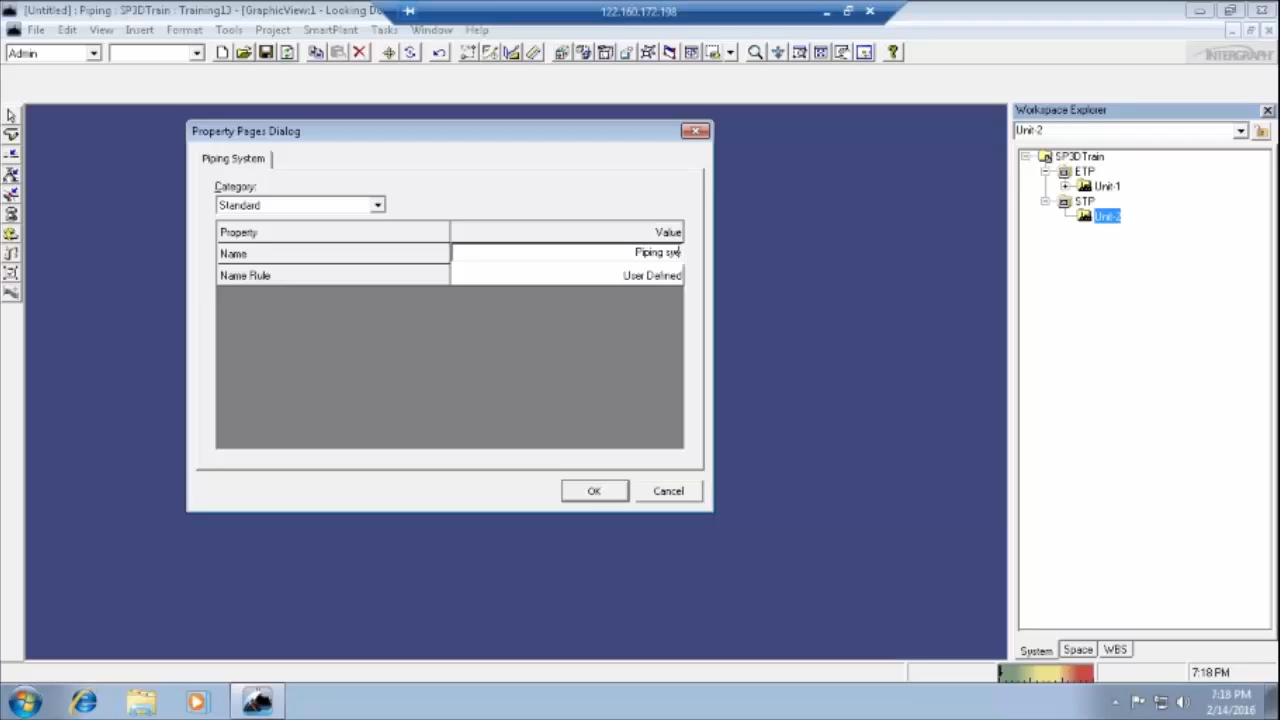 [Untitled] : Piping : SP3DTrain : Training13 - [GraphicView:1 - Looking Do
122.160.172.198
File Edit View Insert Format Tools Project SmartPlant Tasks Window Help
Admin
INTERGRAPH
Property Pages Dialog
Piping System
Category:
Standard
Property Value
Name Piping sys
Name Rule User Defined
OK Cancel
Workspace Explorer
Unit-2
SP3DTrain
ETP
Unit-1
STP
Unit-2
System Space WBS
7:18 PM
7:18 PM
2/14/2016